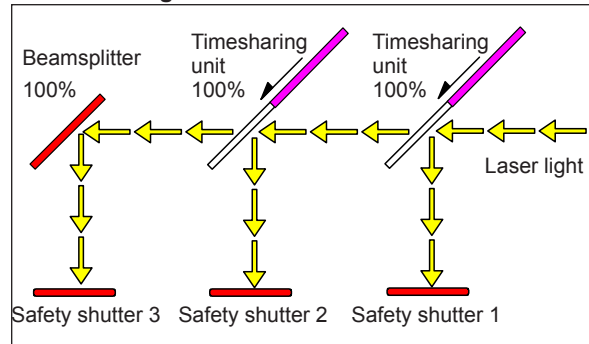 Beamsplitter
100%
Timesharing
unit
100%
Timesharing
unit
100%
Laser light
Safety shutter 3
Safety shutter 2
Safety shutter 1